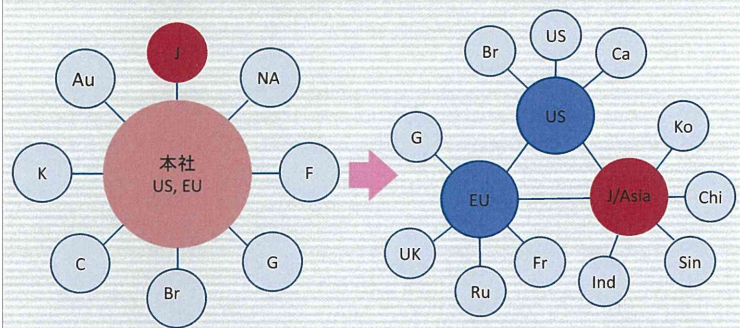 J
Au
NA
本社
US, EU
K
F
C
G
Br
US
Br
Ca
US
G
Ko
EU
J/Asia
Chi
UK
Fr
Sin
Ru
Ind